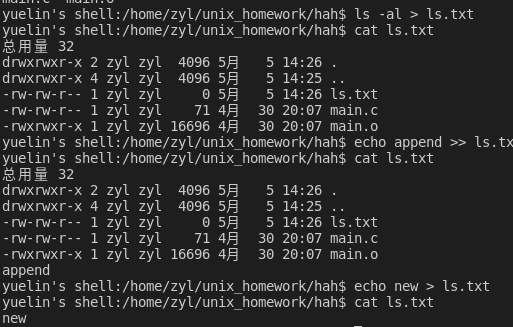 main.c  main.o
yuelin's shell:/home/zyl/unix_homework/hah$ ls -al > ls.txt
yuelin's shell:/home/zyl/unix_homework/hah$ cat ls.txt
总用量 32
drwxrwxr-x 2 zyl zyl  4096 5月   5 14:26 .
drwxrwxr-x 4 zyl zyl  4096 5月   5 14:25 ..
-rw-rw-r-- 1 zyl zyl     0 5月   5 14:26 ls.txt
-rw-rw-r-- 1 zyl zyl    71 4月  30 20:07 main.c
-rwxrwxr-x 1 zyl zyl 16696 4月  30 20:07 main.o
yuelin's shell:/home/zyl/unix_homework/hah$ echo append >> ls.tx
yuelin's shell:/home/zyl/unix_homework/hah$ cat ls.txt
总用量 32
drwxrwxr-x 2 zyl zyl  4096 5月   5 14:26 .
drwxrwxr-x 4 zyl zyl  4096 5月   5 14:25 ..
-rw-rw-r-- 1 zyl zyl     0 5月   5 14:26 ls.txt
-rw-rw-r-- 1 zyl zyl    71 4月  30 20:07 main.c
-rwxrwxr-x 1 zyl zyl 16696 4月  30 20:07 main.o
append
yuelin's shell:/home/zyl/unix_homework/hah$ echo new > ls.txt
yuelin's shell:/home/zyl/unix_homework/hah$ cat ls.txt
new